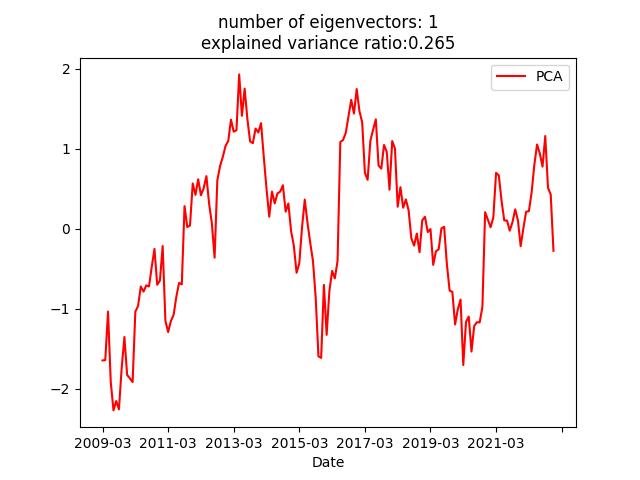 number of eigenvectors: 1
explained variance ratio:0.265
PCA
2
1
0
−1
−2
2009-03 2011-03 2013-03 2015-03 2017-03 2019-03 2021-03
Date